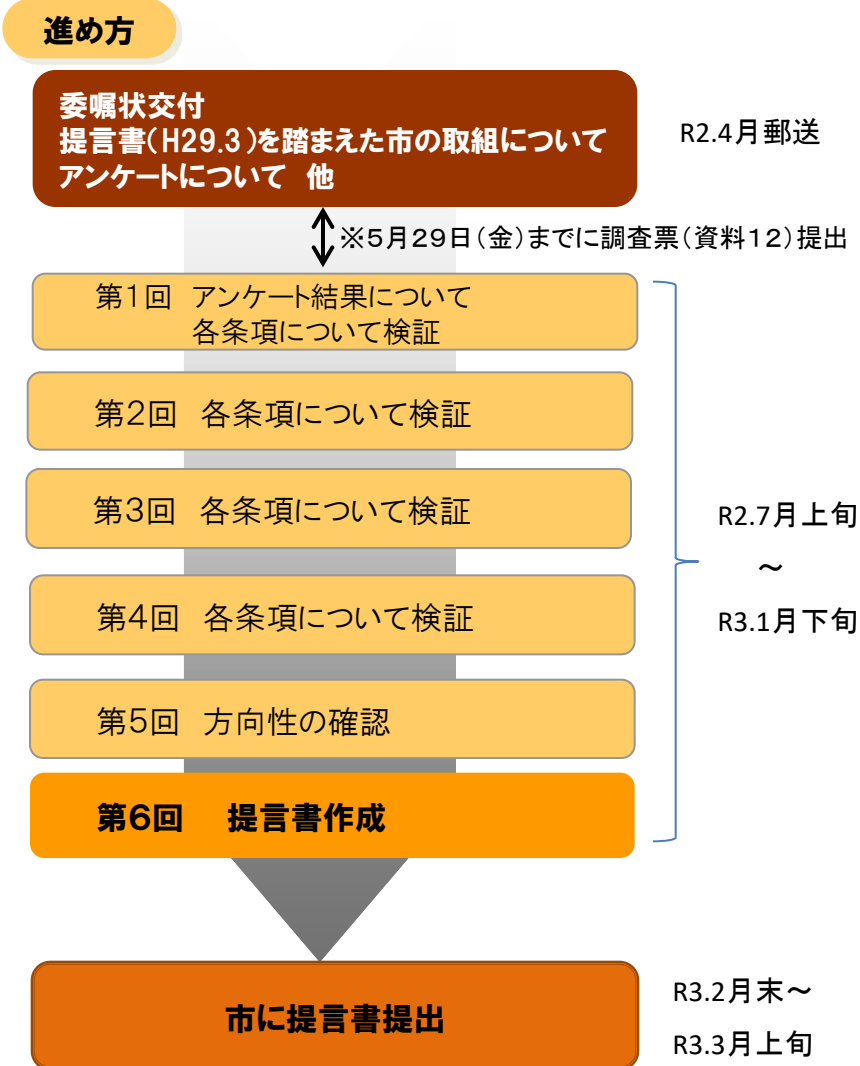 進め方
委嘱状交付
提言書(H29.3)を踏まえた市の取組について
アンケートについて 他
R2.4月郵送
※5月29日(金)までに調査票(資料12)提出
第1回 アンケート結果について
各条項について検証
第2回 各条項について検証
第3回 各条項について検証
第4回 各条項について検証
第5回 方向性の確認
第6回 提言書作成
R2.7月上旬
~
R3.1月下旬
市に提言書提出
R3.2月末~
R3.3月上旬